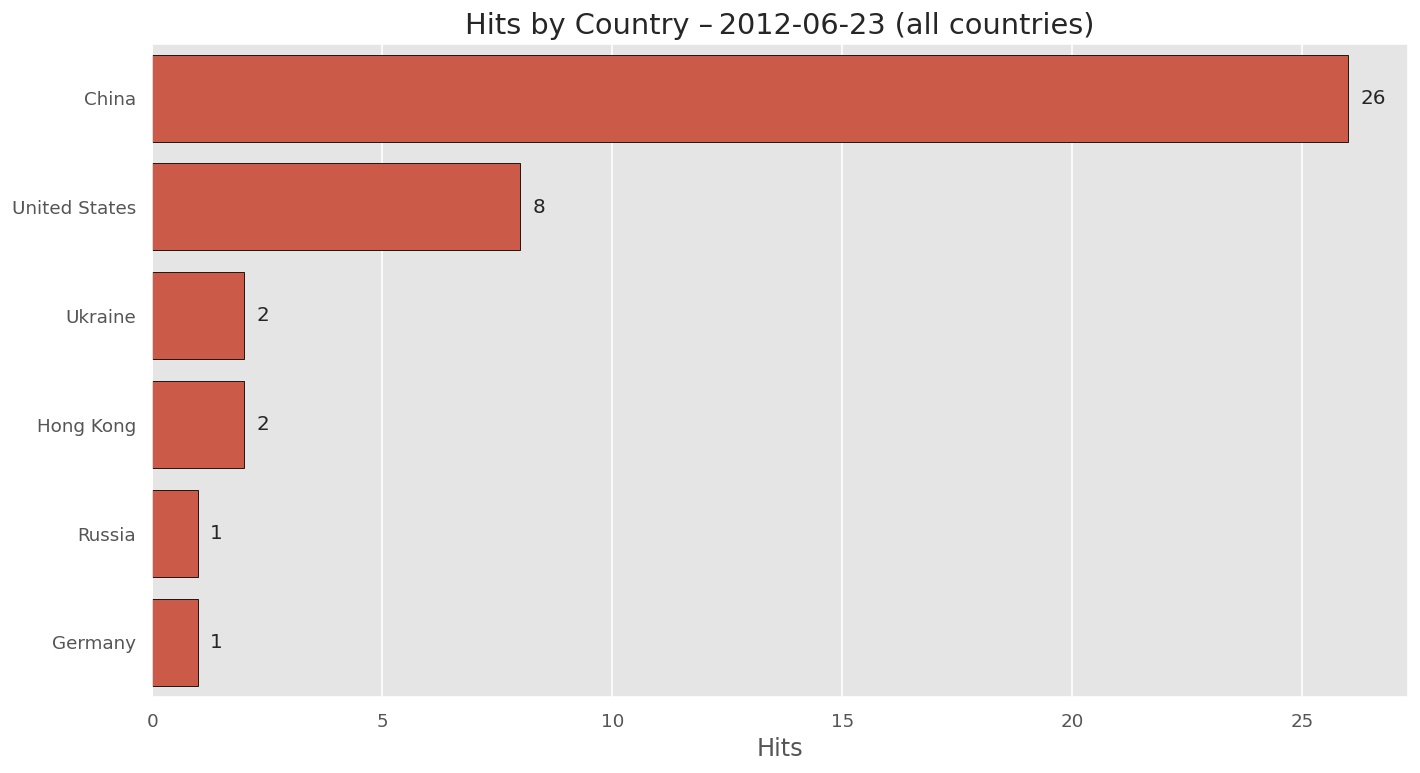 Hits by Country – 2012-06-23 (all countries)
China 26
United States 8
Ukraine 2
Hong Kong 2
Russia 1
Germany 1
0 5 10 15 20 25
Hits